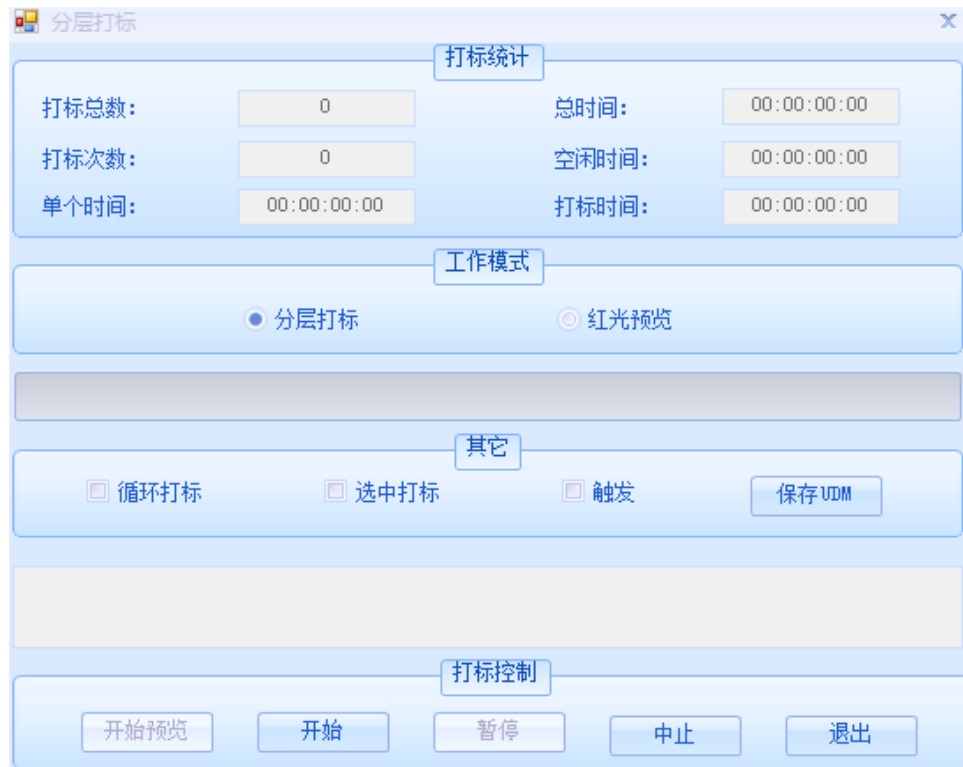 分层打标
打标统计
打标总数: 0 总时间: 00:00:00:00
打标次数: 0 空闲时间: 00:00:00:00
单个时间: 00:00:00:00 打标时间: 00:00:00:00
工作模式
分层打标 红光预览
其它
循环打标 选中打标 触发 保存UDM
打标控制
开始预览 开始 暂停 中止 退出